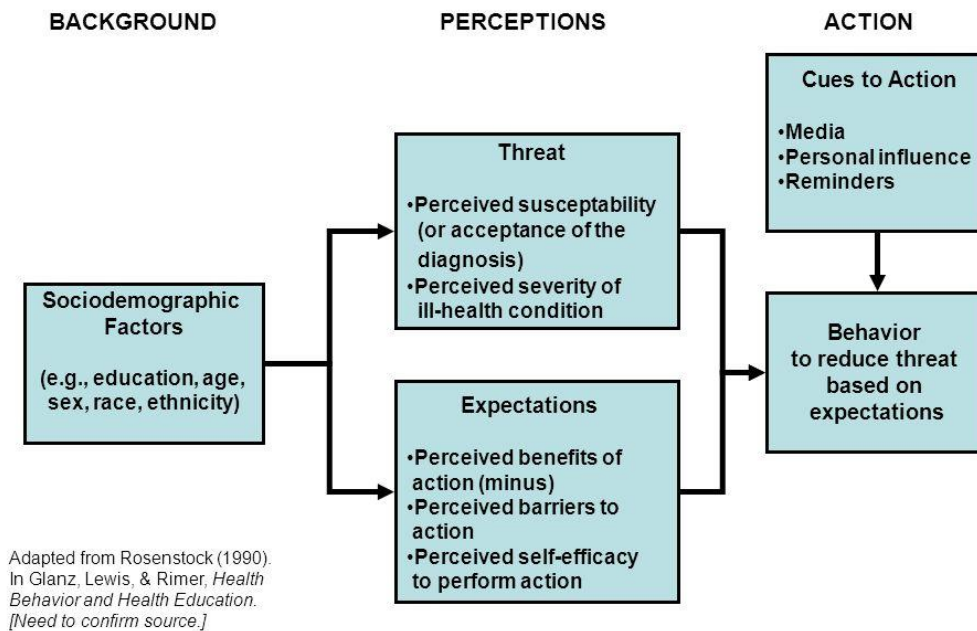 BACKGROUND
PERCEPTIONS
ACTION
Sociodemographic
Factors
(e.g., education, age,
sex, race, ethnicity)
Threat
•Perceived susceptability
(or acceptance of the
diagnosis)
•Perceived severity of
ill-health condition
Expectations
•Perceived benefits of
action (minus)
•Perceived barriers to
action
•Perceived self-efficacy
to perform action
Cues to Action
•Media
•Personal influence
•Reminders
Behavior
to reduce threat
based on
expectations
Adapted from Rosenstock (1990).
In Glanz, Lewis, & Rimer, Health
Behavior and Health Education.
[Need to confirm source.]